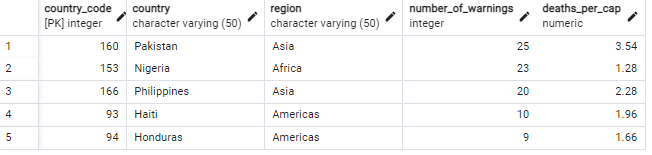 country_code country region number_of_warnings deaths_per_cap
[PK] integer character varying (50) character varying (50) integer numeric
1 160 Pakistan Asia 25 3.54
2 153 Nigeria Africa 23 1.28
3 166 Philippines Asia 20 2.28
4 93 Haiti Americas 10 1.96
5 94 Honduras Americas 9 1.66